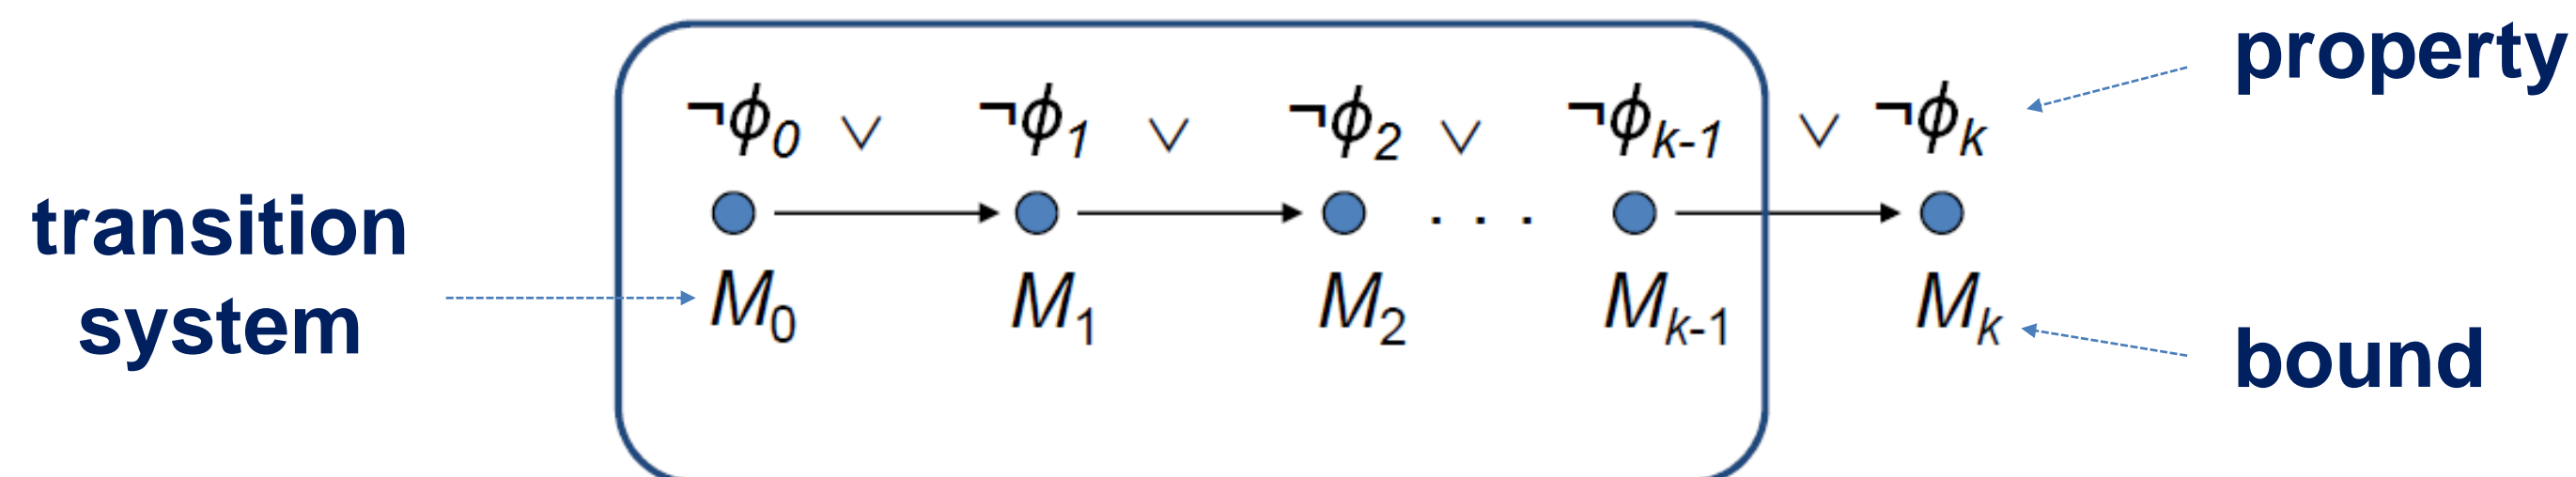 property
¬ϕ0 ∨ ¬ϕ1 ∨ ¬ϕ2 ∨ ¬ϕk-1 ∨ ¬ϕk
transition
system
. . .
M0 M1 M2 Mk-1 Mk
bound